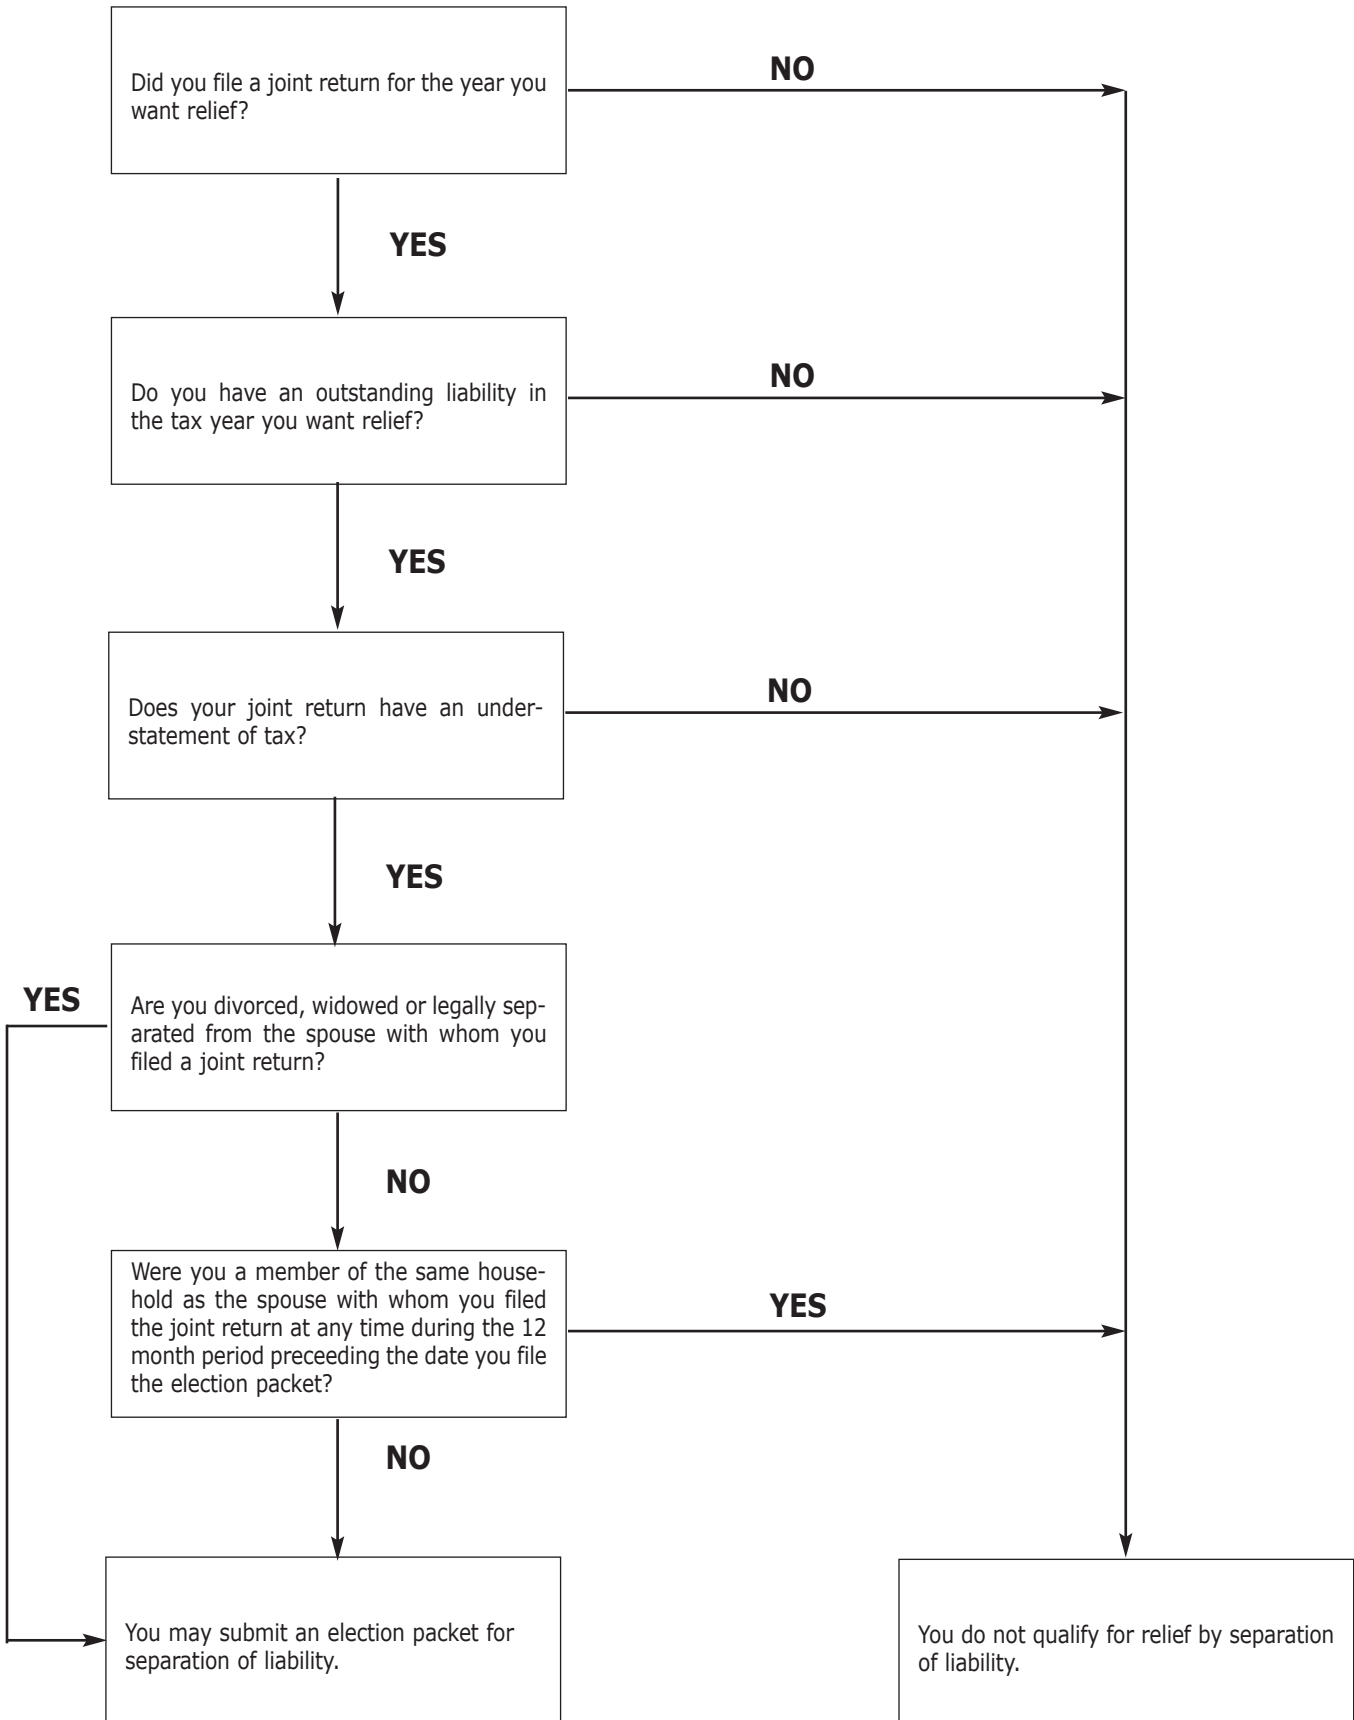 Did you file a joint return for the year you
want relief?
NO
YES
Do you have an outstanding liability in
the tax year you want relief?
NO
YES
Does your joint return have an under-
statement of tax?
NO
YES
YES
Are you divorced, widowed or legally sep-
arated from the spouse with whom you
filed a joint return?
NO
Were you a member of the same house-
hold as the spouse with whom you filed
the joint return at any time during the 12
month period preceeding the date you file
the election packet?
YES
NO
You may submit an election packet for
separation of liability.
You do not qualify for relief by separation
of liability.